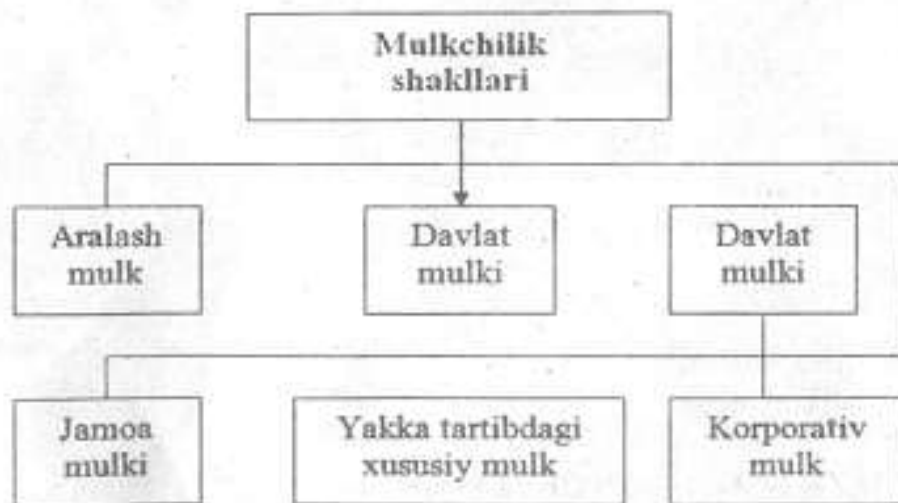 Mulkchilik
shakllari
Aralash
mulk
Davlat
mulki
Davlat
mulki
Jamoa
mulki
Yakka tartibdagi
xususiy mulk
Korporativ
mulk